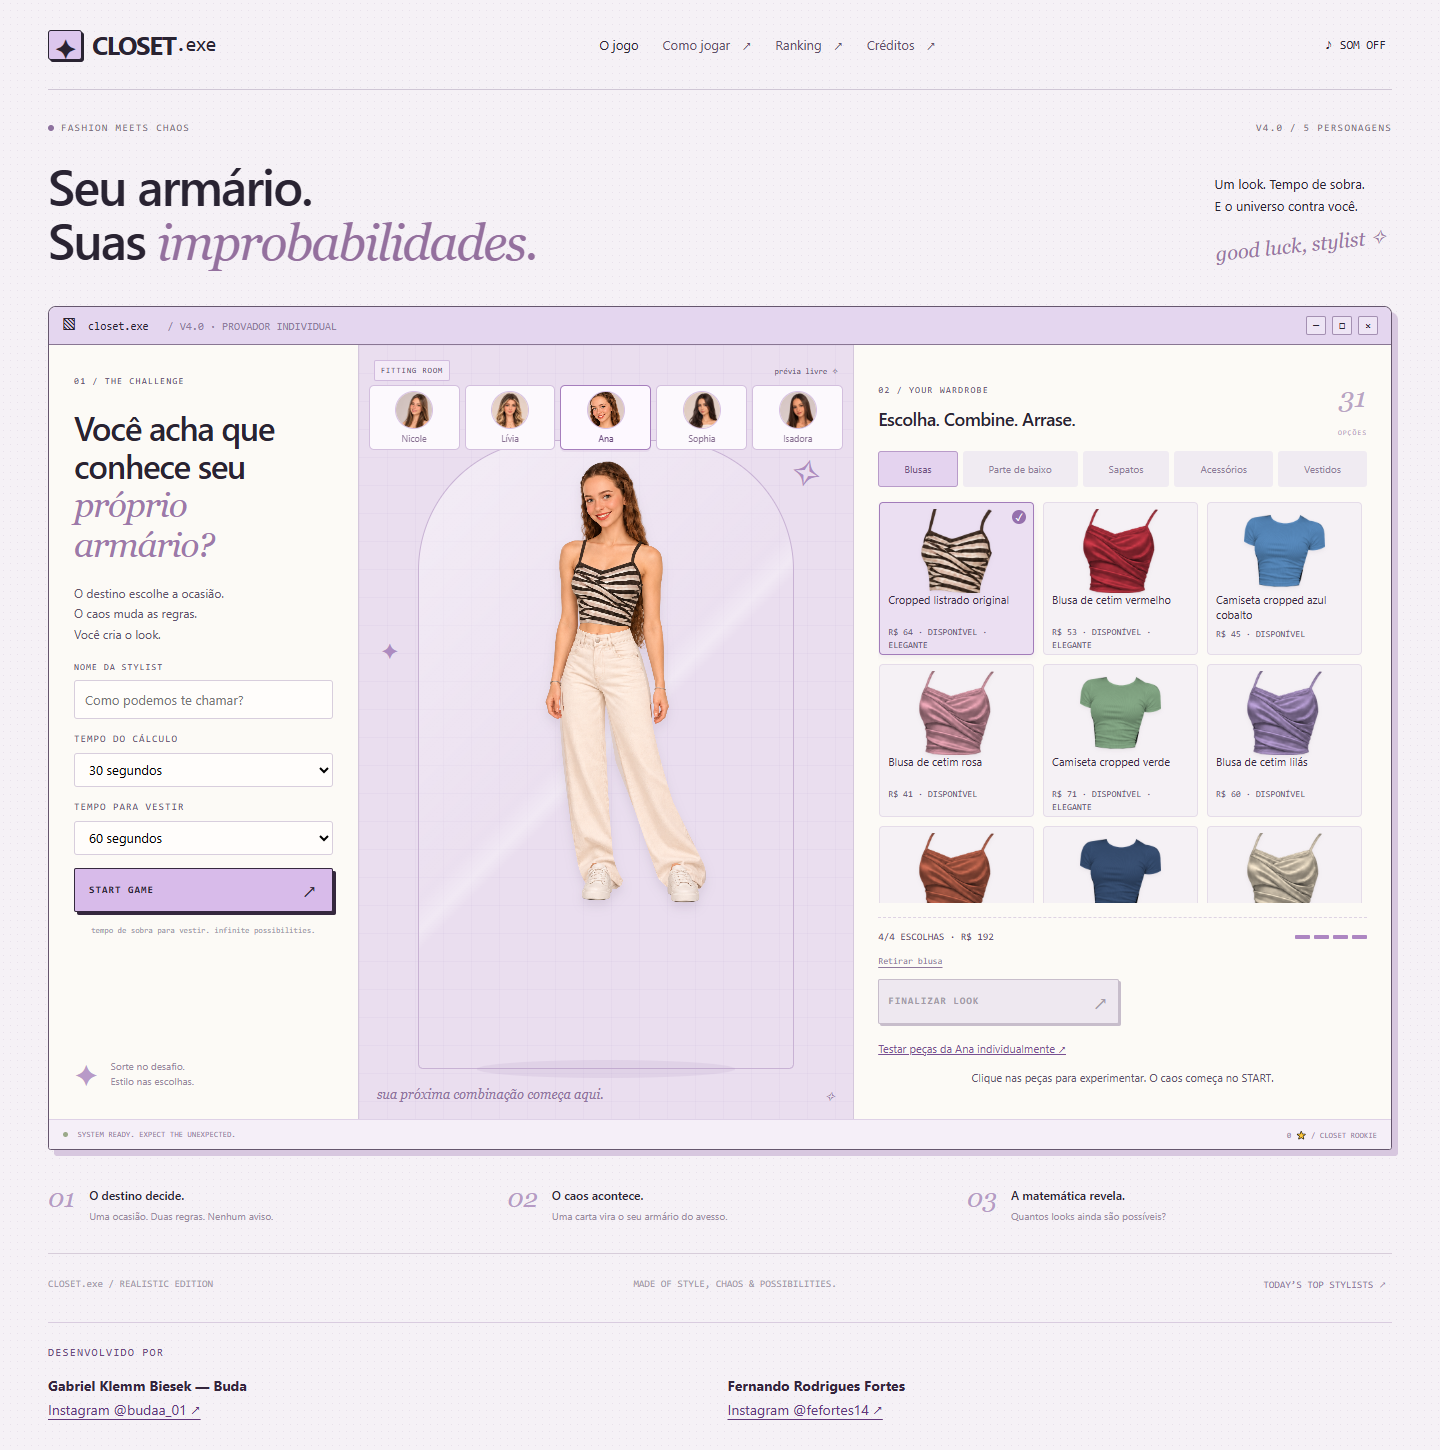 CLOSET.exe
O jogo
Como jogar ↗
Ranking ↗
Créditos ↗
♪ SOM OFF
FASHION MEETS CHAOS
V4.0 / 5 PERSONAGENS
Seu armário.
Suas improbabilidades.
Um look. Tempo de sobra.
E o universo contra você.
good luck, stylist ✧
closet.exe / V4.0 · PROVADOR INDIVIDUAL
01 / THE CHALLENGE
Você acha que
conhece seu
próprio
armário?
O destino escolhe a ocasião.
O caos muda as regras.
Você cria o look.
NOME DA STYLIST
Como podemos te chamar?
TEMPO DO CÁLCULO
30 segundos
TEMPO PARA VESTIR
60 segundos
START GAME ↗
tempo de sobra para vestir. infinite possibilities.
Sorte no desafio.
Estilo nas escolhas.
FITTING ROOM
prévia livre ✧
Nicole
Lívia
Ana
Sophia
Isadora
sua próxima combinação começa aqui.
02 / YOUR WARDROBE
Escolha. Combine. Arrase.
31
OPÇÕES
Blusas
Parte de baixo
Sapatos
Acessórios
Vestidos
Cropped listrado original
R$ 64 · DISPONÍVEL ·
ELEGANTE
Blusa de cetim vermelho
R$ 53 · DISPONÍVEL ·
ELEGANTE
Camiseta cropped azul
cobalto
R$ 45 · DISPONÍVEL
Blusa de cetim rosa
R$ 41 · DISPONÍVEL
Camiseta cropped verde
R$ 71 · DISPONÍVEL ·
ELEGANTE
Blusa de cetim lilás
R$ 60 · DISPONÍVEL
4/4 ESCOLHAS · R$ 192
Retirar blusa
FINALIZAR LOOK ↗
Testar peças da Ana individualmente ↗
Clique nas peças para experimentar. O caos começa no START.
SYSTEM READY. EXPECT THE UNEXPECTED.
0 ⭐ / CLOSET ROOKIE
01
O destino decide.
Uma ocasião. Duas regras. Nenhum aviso.
02
O caos acontece.
Uma carta vira o seu armário do avesso.
03
A matemática revela.
Quantos looks ainda são possíveis?
CLOSET.exe / REALISTIC EDITION
MADE OF STYLE, CHAOS & POSSIBILITIES.
TODAY'S TOP STYLISTS ↗
DESENVOLVIDO POR
Gabriel Klemm Biesek — Buda
Instagram @budaa_01 ↗
Fernando Rodrigues Fortes
Instagram @fefortes14 ↗